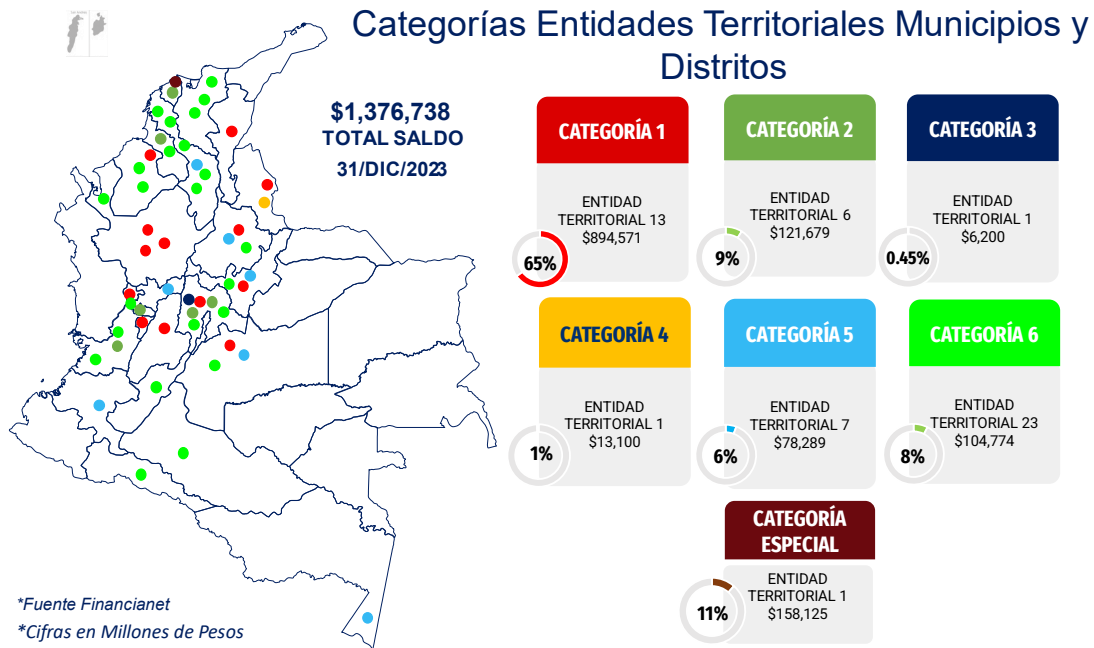 Categorías Entidades Territoriales Municipios y
Distritos
$1,376,738
TOTAL SALDO
31/DIC/2023
CATEGORÍA 1
ENTIDAD
TERRITORIAL 13
$894,571
65%
CATEGORÍA 2
ENTIDAD
TERRITORIAL 6
$121,679
9%
CATEGORÍA 3
ENTIDAD
TERRITORIAL 1
$6,200
0.45%
CATEGORÍA 4
ENTIDAD
TERRITORIAL 1
$13,100
1%
CATEGORÍA 5
ENTIDAD
TERRITORIAL 7
$78,289
6%
CATEGORÍA 6
ENTIDAD
TERRITORIAL 23
$104,774
8%
CATEGORÍA
ESPECIAL
ENTIDAD
TERRITORIAL 1
$158,125
11%
*Fuente Financianet
*Cifras en Millones de Pesos